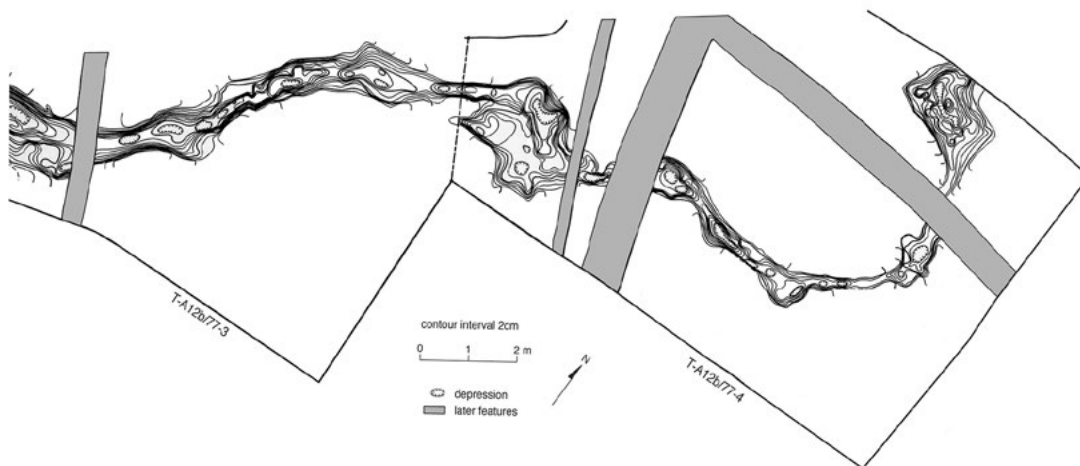 T-A12b/77-3
contour interval 2cm
0 1 2 m
N
depression
later features
T-A12b/77-4